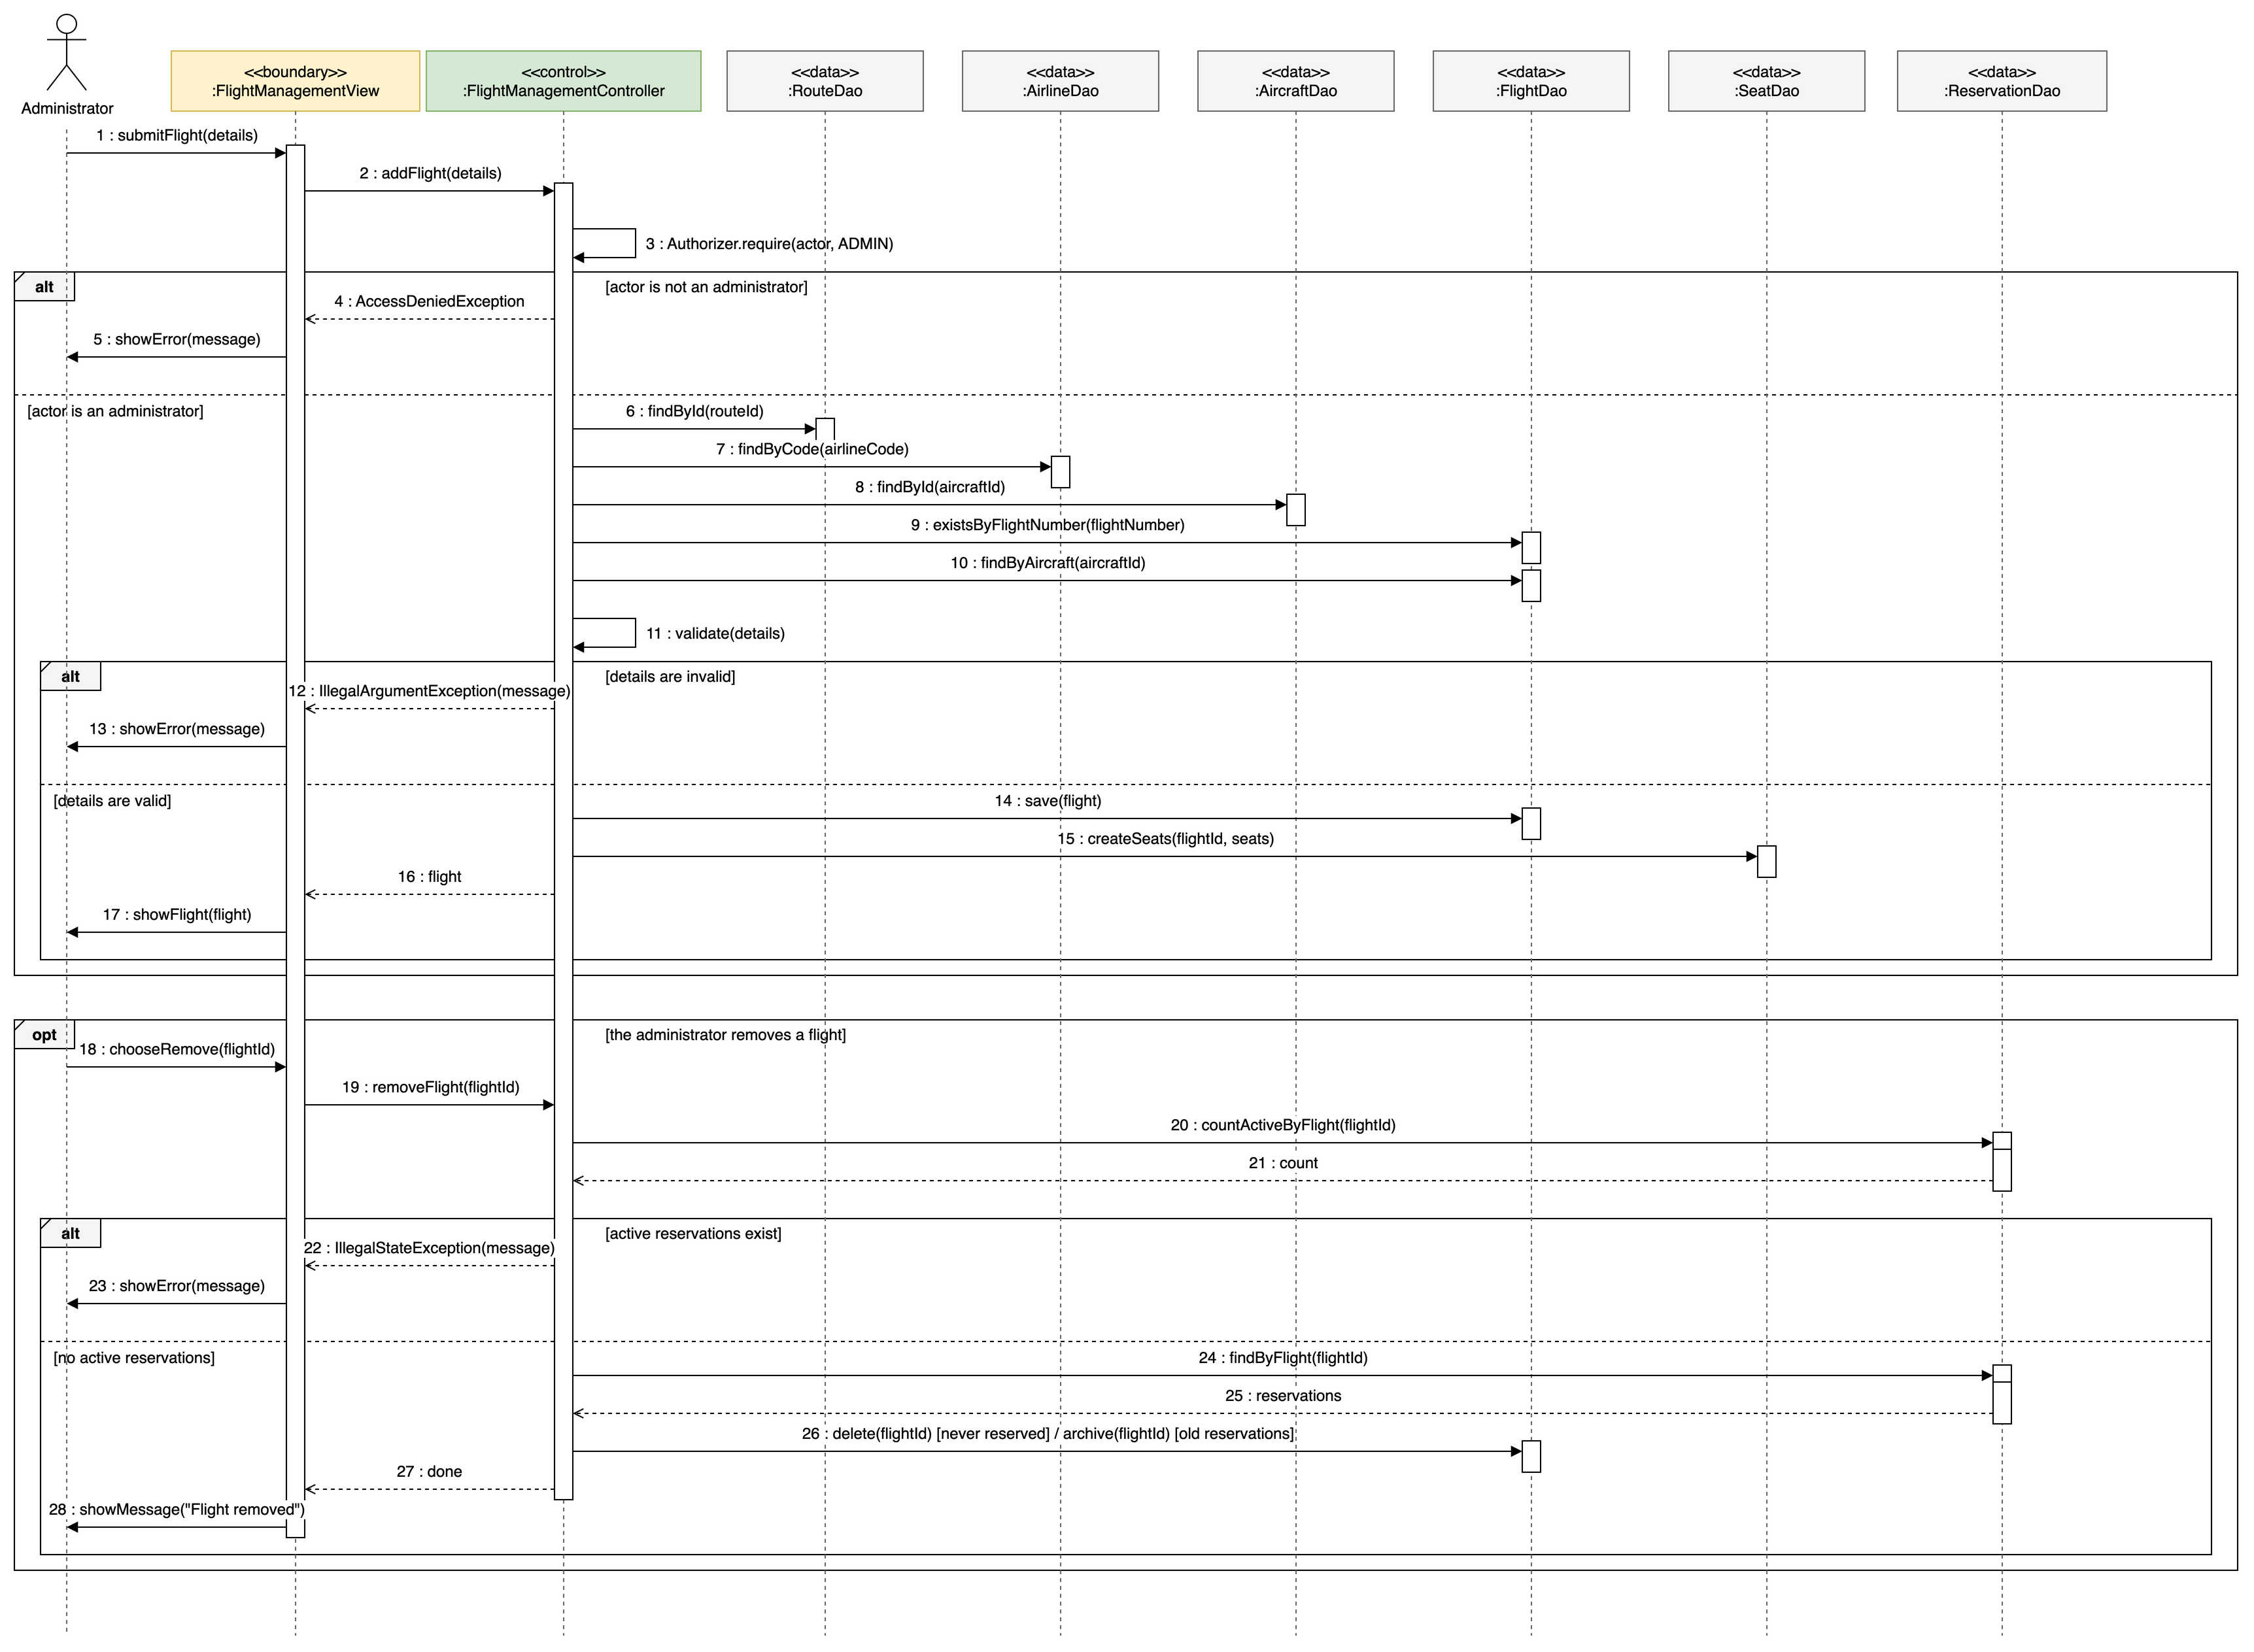 Administrator
<<boundary>>
:FlightManagementView
<<control>>
:FlightManagementController
<<data>>
:RouteDao
<<data>>
:AirlineDao
<<data>>
:AircraftDao
<<data>>
:FlightDao
<<data>>
:SeatDao
<<data>>
:ReservationDao
1 : submitFlight(details)
2 : addFlight(details)
3 : Authorizer.require(actor, ADMIN)
alt
[actor is not an administrator]
4 : AccessDeniedException
5 : showError(message)
[actor is an administrator]
6 : findById(routeId)
7 : findByCode(airlineCode)
8 : findById(aircraftId)
9 : existsByFlightNumber(flightNumber)
10 : findByAircraft(aircraftId)
11 : validate(details)
alt
[details are invalid]
12 : IllegalArgumentException(message)
13 : showError(message)
[details are valid]
14 : save(flight)
15 : createSeats(flightId, seats)
16 : flight
17 : showFlight(flight)
opt
[the administrator removes a flight]
18 : chooseRemove(flightId)
19 : removeFlight(flightId)
20 : countActiveByFlight(flightId)
21 : count
alt
[active reservations exist]
22 : IllegalStateException(message)
23 : showError(message)
[no active reservations]
24 : findByFlight(flightId)
25 : reservations
26 : delete(flightId) [never reserved] / archive(flightId) [old reservations]
27 : done
28 : showMessage("Flight removed")